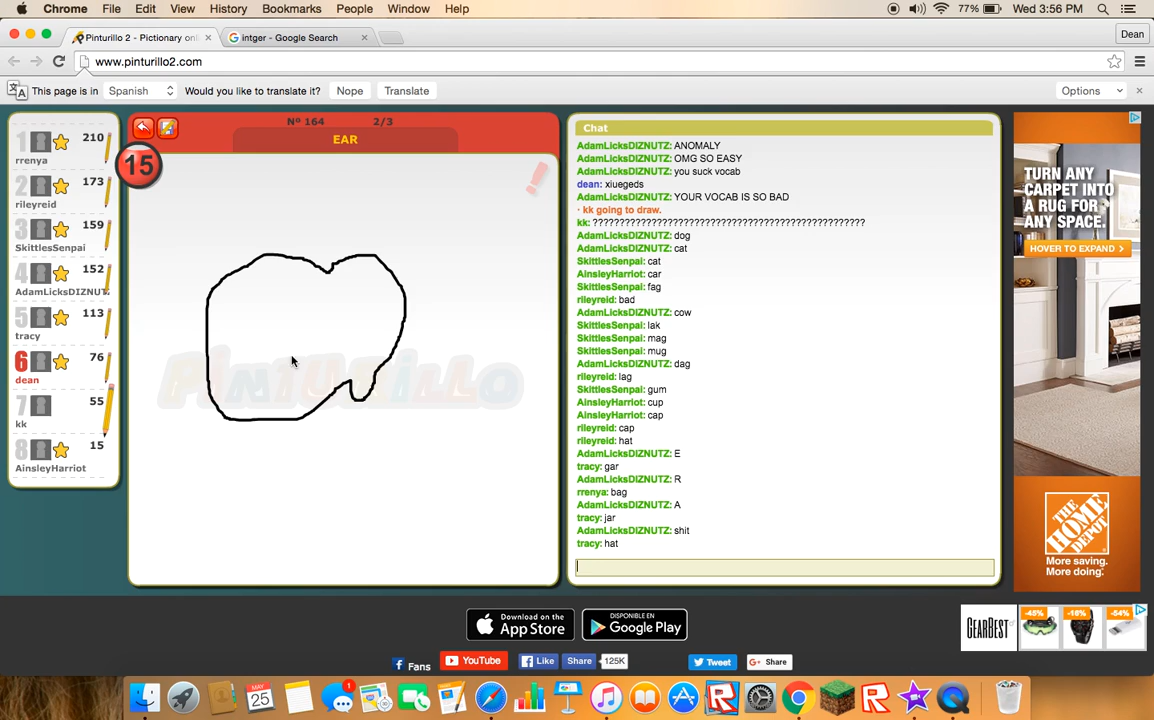 Chrome File Edit View History Bookmarks People Window Help 77% Wed 3:56 PM
Pinturillo 2 - Pictionary onl intger - Google Search Dean
www.pinturillo2.com
This page is in Spanish Would you like to translate it? Nope Translate Options
1 210
rrenya
2 173
rileyreid
3 159
SkittlesSenpai
4 152
AdamLicksDIZNUT
5 113
tracy
6 76
dean
7 55
kk
8 15
AinsleyHarriot
Nº 164 2/3
EAR
15
PINTURILLO
Chat
AdamLicksDIZNUTZ: ANOMALY
AdamLicksDIZNUTZ: OMG SO EASY
AdamLicksDIZNUTZ: you suck vocab
dean: xiuegeds
AdamLicksDIZNUTZ: YOUR VOCAB IS SO BAD
· kk going to draw.
kk: ????????????????????????????????????????????????????
AdamLicksDIZNUTZ: dog
AdamLicksDIZNUTZ: cat
SkittlesSenpai: cat
AinsleyHarriot: car
SkittlesSenpai: fag
rileyreid: bad
AdamLicksDIZNUTZ: cow
SkittlesSenpai: lak
SkittlesSenpai: mag
SkittlesSenpai: mug
AdamLicksDIZNUTZ: dag
rileyreid: lag
SkittlesSenpai: gum
AinsleyHarriot: cup
AinsleyHarriot: cap
rileyreid: cap
rileyreid: hat
AdamLicksDIZNUTZ: E
tracy: gar
AdamLicksDIZNUTZ: R
rrenya: bag
AdamLicksDIZNUTZ: A
tracy: jar
AdamLicksDIZNUTZ: shit
tracy: hat
TURN ANY
CARPET INTO
A RUG FOR
ANY SPACE.
HOVER TO EXPAND >
THE
HOME
DEPOT
More saving.
More doing.
Download on the
App Store
DISPONIBLE EN
Google Play
Fans YouTube Like Share 125K Tweet Share
GEARBEST -45% -18% -54%
MAY
25
1